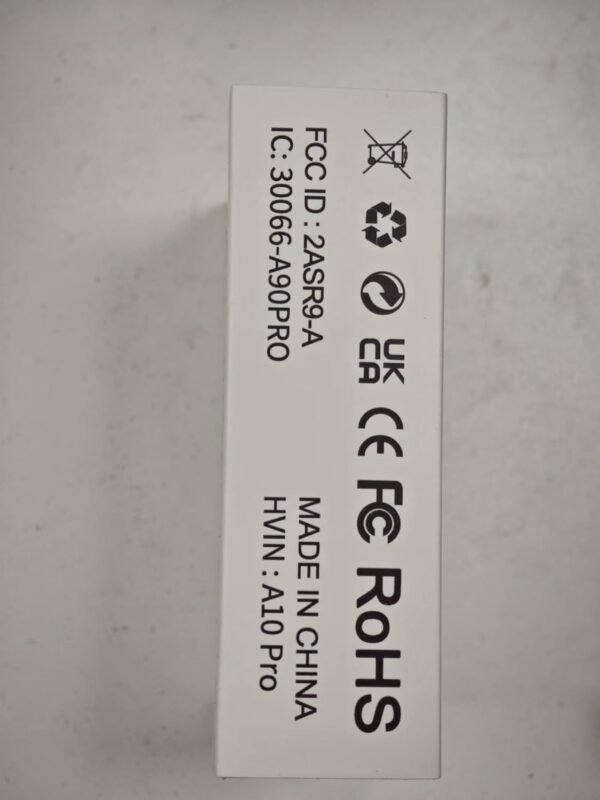 UK
CA
CE
FC
RoHS
FCC ID : 2ASR9-A
IC: 30066-A90PRO
MADE IN CHINA
HVIN : A10 Pro